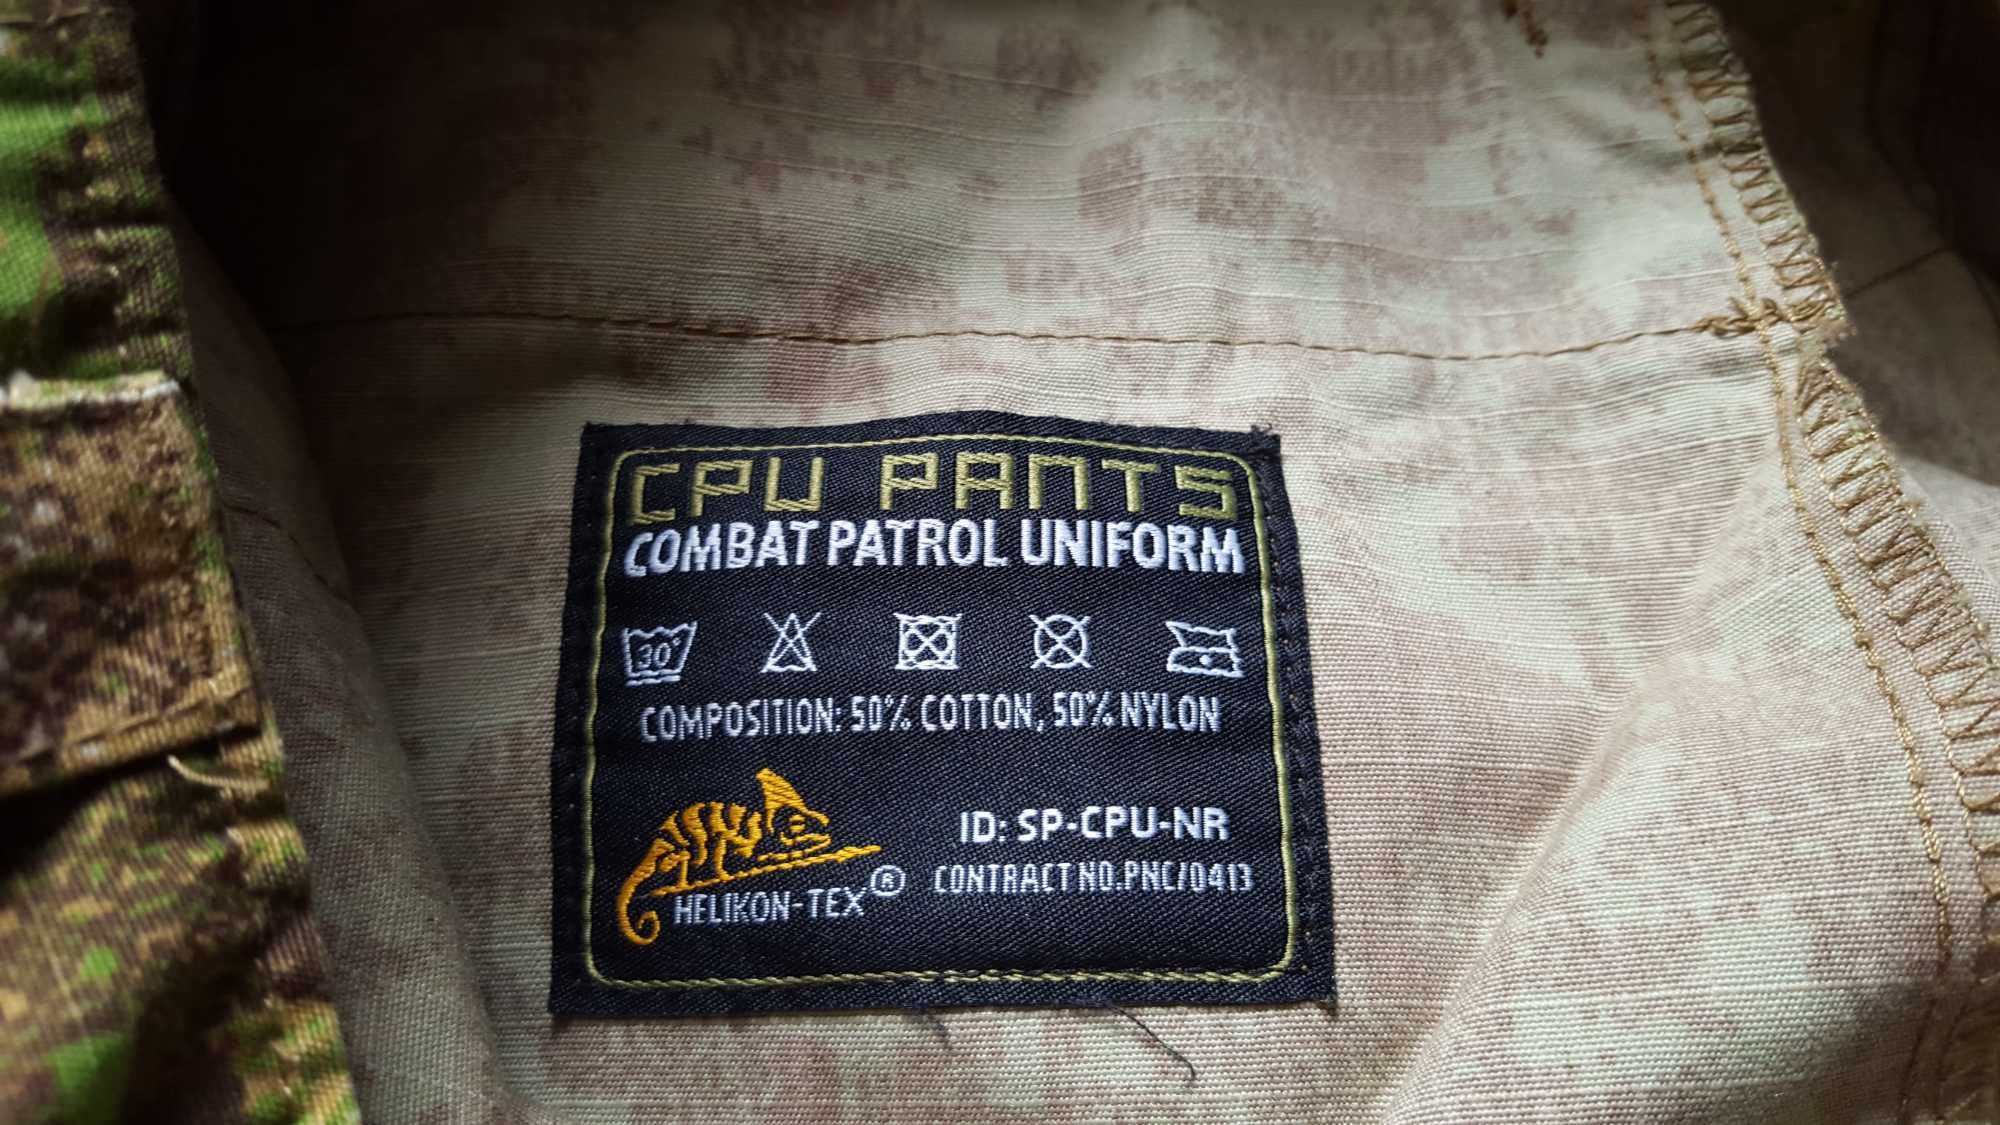 CPU PANTS
COMBAT PATROL UNIFORM
30°
COMPOSITION: 50% COTTON, 50% NYLON
HELIKON-TEX®
ID: SP-CPU-NR
CONTRACT NO.PNC/0413